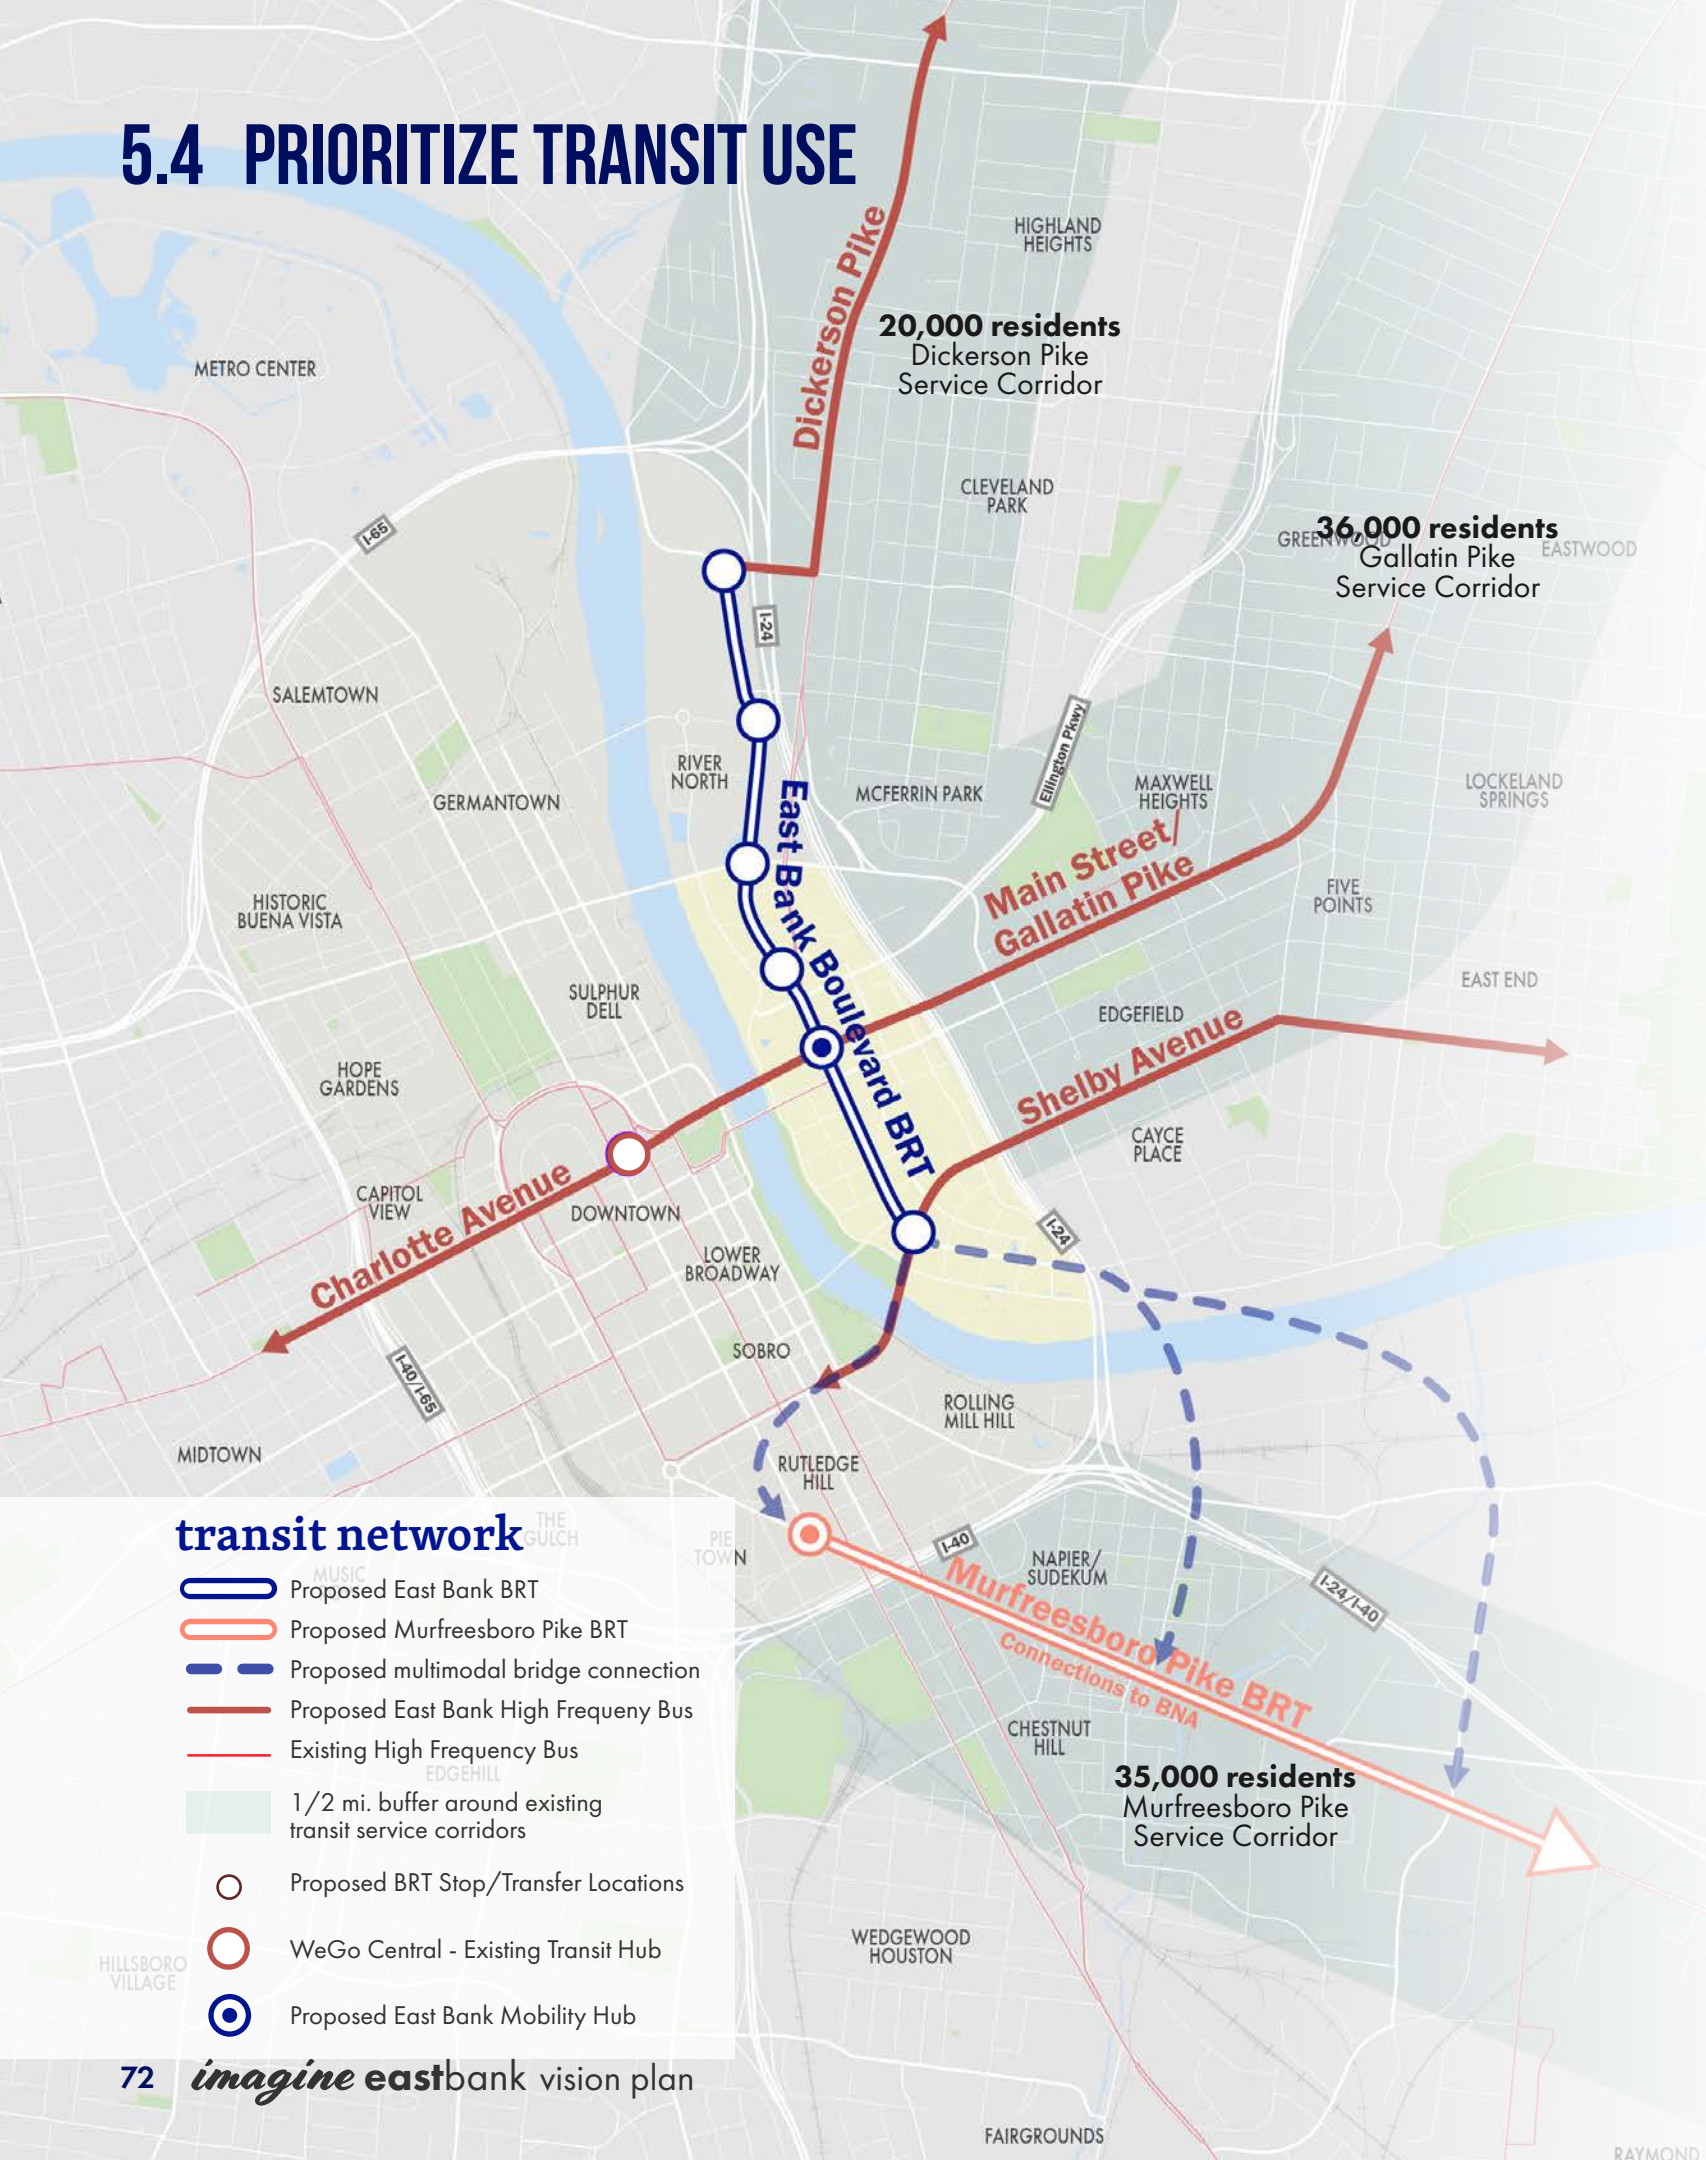 5.4 PRIORITIZE TRANSIT USE
Dickerson Pike
HIGHLAND
HEIGHTS
20,000 residents
Dickerson Pike
Service Corridor
METRO CENTER
CLEVELAND
PARK
I-65
36,000 residents
Gallatin Pike
Service Corridor
GREENWOOD
EASTWOOD
I-24
SALEMTOWN
Ellington Pkwy
RIVER
NORTH
GERMANTOWN
MCFERRIN PARK
MAXWELL
HEIGHTS
LOCKELAND
SPRINGS
East Bank Boulevard BRT
Main Street/
Gallatin Pike
HISTORIC
BUENA VISTA
FIVE
POINTS
SULPHUR
DELL
EAST END
EDGEFIELD
Shelby Avenue
HOPE
GARDENS
CAYCE
PLACE
CAPITOL
VIEW
Charlotte Avenue
DOWNTOWN
I-24
LOWER
BROADWAY
SOBRO
I-40/I-65
ROLLING
MILL HILL
MIDTOWN
RUTLEDGE
HILL
THE
GULCH
PIE
TOWN
I-40
NAPIER/
SUDEKUM
I-24/I-40
Murfreesboro Pike BRT
Connections to BNA
CHESTNUT
HILL
35,000 residents
Murfreesboro Pike
Service Corridor
transit network
MUSIC
Proposed East Bank BRT
Proposed Murfreesboro Pike BRT
Proposed multimodal bridge connection
Proposed East Bank High Frequeny Bus
Existing High Frequency Bus
EDGEHILL
1/2 mi. buffer around existing
transit service corridors
Proposed BRT Stop/Transfer Locations
WeGo Central - Existing Transit Hub
HILLSBORO
VILLAGE
Proposed East Bank Mobility Hub
WEDGEWOOD
HOUSTON
72 imagine eastbank vision plan
FAIRGROUNDS
RAYMOND